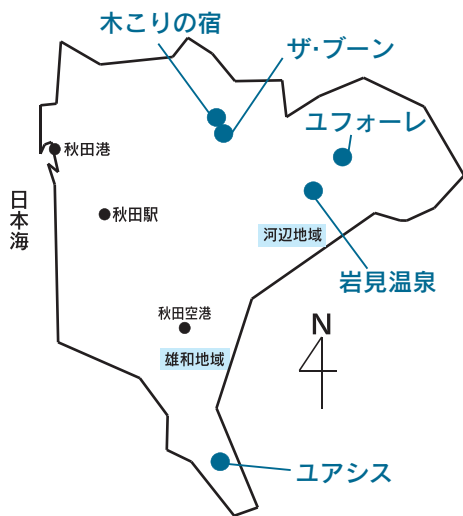 木こりの宿
ザ・ブーン
ユフォーレ
秋田港
日本海
秋田駅
河辺地域
岩見温泉
秋田空港
N
雄和地域
ユアシス